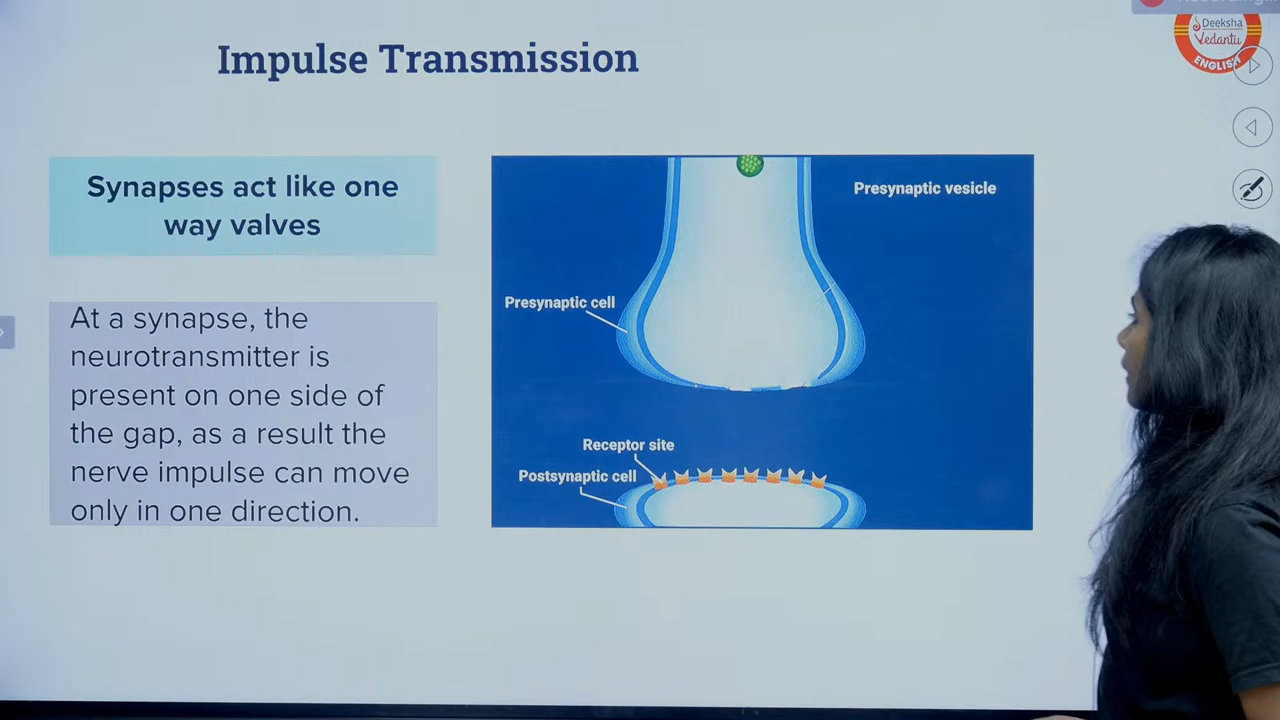 Impulse Transmission
Deeksha
Vedantu
ENGLISH
Synapses act like one
way valves
At a synapse, the
neurotransmitter is
present on one side of
the gap, as a result the
nerve impulse can move
only in one direction.
Presynaptic vesicle
Presynaptic cell
Receptor site
Postsynaptic cell